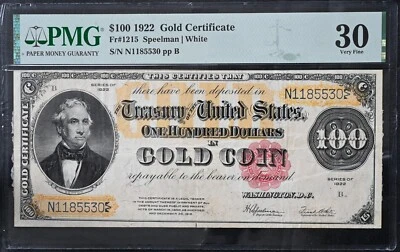 PMG
PAPER MONEY GUARANTY
$100 1922 Gold Certificate
Fr#1215 Speelman | White
S/N N1185530 pp B
30
Very Fine
THIS CERTIFIES THAT
there have been deposited in
N1185530
SERIES OF
1922
B
Treasury of the United States
ONE HUNDRED DOLLARS
IN
GOLD COIN
100
repayable to the bearer on demand
SERIES OF
1922
WASHINGTON, D.C.
B
N1185530
GOLD CERTIFICATE